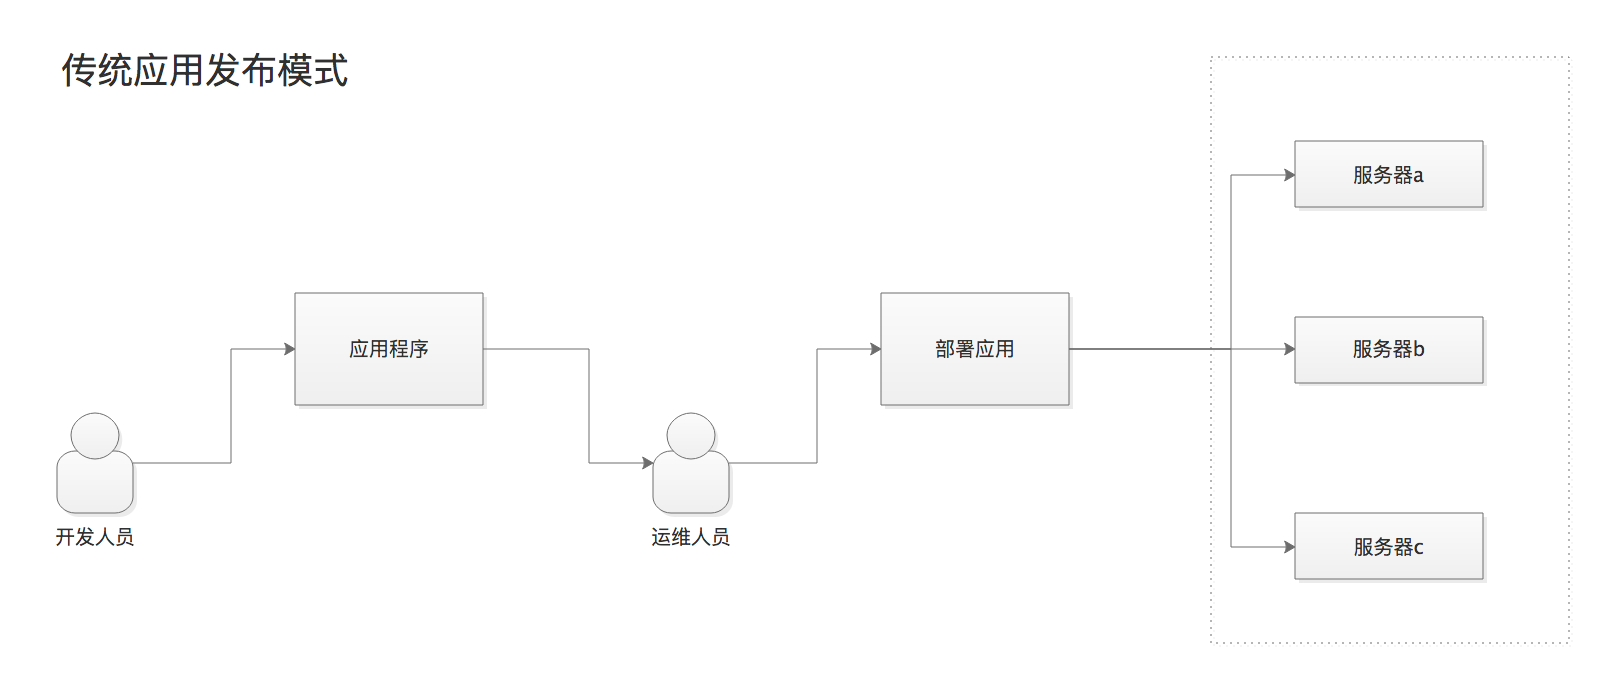 传统应用发布模式
服务器a
应用程序
部署应用
服务器b
开发人员
运维人员
服务器c